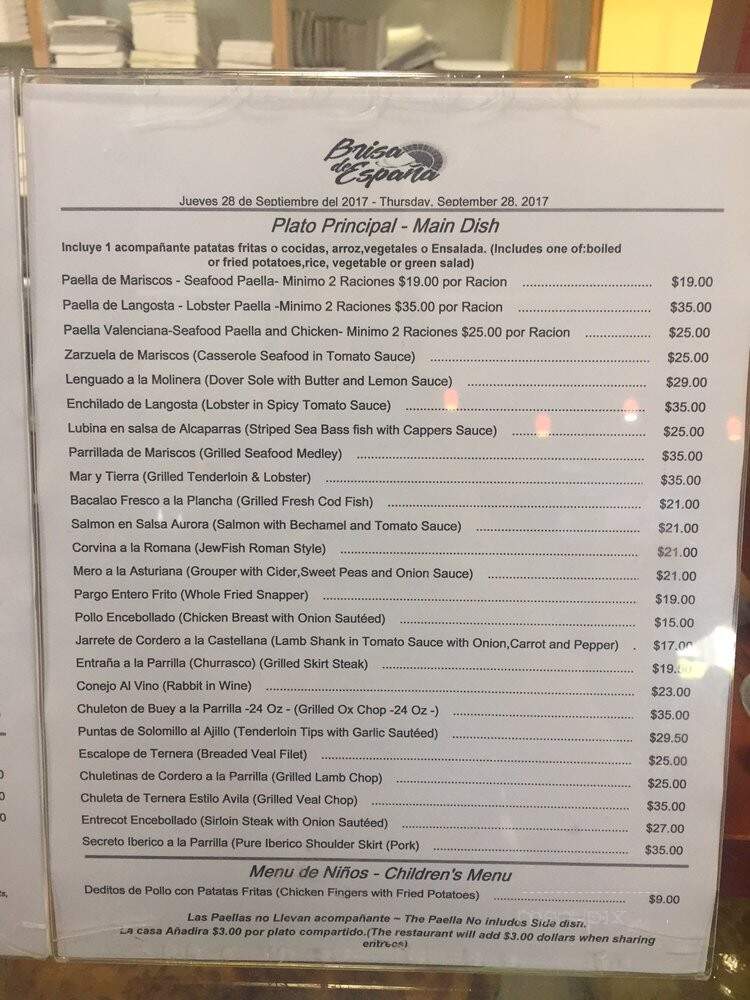 Brisa
de España
Jueves 28 de Septiembre del 2017 - Thursday, September 28, 2017
Plato Principal - Main Dish
Incluye 1 acompañante patatas fritas o cocidas, arroz,vegetales o Ensalada. (Includes one of:boiled
or fried potatoes,rice, vegetable or green salad)
Paella de Mariscos - Seafood Paella- Minimo 2 Raciones $19.00 por Racion $19.00
Paella de Langosta - Lobster Paella -Minimo 2 Raciones $35.00 por Racion $35.00
Paella Valenciana-Seafood Paella and Chicken- Minimo 2 Raciones $25.00 por Racion $25.00
Zarzuela de Mariscos (Casserole Seafood in Tomato Sauce) $25.00
Lenguado a la Molinera (Dover Sole with Butter and Lemon Sauce) $29.00
Enchilado de Langosta (Lobster in Spicy Tomato Sauce) $35.00
Lubina en salsa de Alcaparras (Striped Sea Bass fish with Cappers Sauce) $25.00
Parrillada de Mariscos (Grilled Seafood Medley) $35.00
Mar y Tierra (Grilled Tenderloin & Lobster) $35.00
Bacalao Fresco a la Plancha (Grilled Fresh Cod Fish) $21.00
Salmon en Salsa Aurora (Salmon with Bechamel and Tomato Sauce) $21.00
Corvina a la Romana (JewFish Roman Style) $21.00
Mero a la Asturiana (Grouper with Cider,Sweet Peas and Onion Sauce) $21.00
Pargo Entero Frito (Whole Fried Snapper) $19.00
Pollo Encebollado (Chicken Breast with Onion Sautéed) $15.00
Jarrete de Cordero a la Castellana (Lamb Shank in Tomato Sauce with Onion,Carrot and Pepper) . $17.00
Entraña a la Parrilla (Churrasco) (Grilled Skirt Steak)
Conejo Al Vino (Rabbit in Wine) $23.00
Chuleton de Buey a la Parrilla -24 Oz - (Grilled Ox Chop -24 Oz -) $35.00
Puntas de Solomillo al Ajillo (Tenderloin Tips with Garlic Sautéed) $29.50
Escalope de Ternera (Breaded Veal Filet) $25.00
Chuletinas de Cordero a la Parrilla (Grilled Lamb Chop) $25.00
Chuleta de Ternera Estilo Avila (Grilled Veal Chop) $35.00
Entrecot Encebollado (Sirloin Steak with Onion Sautéed) $27.00
Secreto Iberico a la Parrilla (Pure Iberico Shoulder Skirt (Pork) $35.00
Menu de Niños - Children's Menu
Deditos de Pollo con Patatas Fritas (Chicken Fingers with Fried Potatoes) $9.00
Las Paellas no Llevan acompañante ~ The Paella No inludes Side dish.
La casa Añadira $3.00 por plato compartido.(The restaurant will add $3.00 dollars when sharing
entrees)